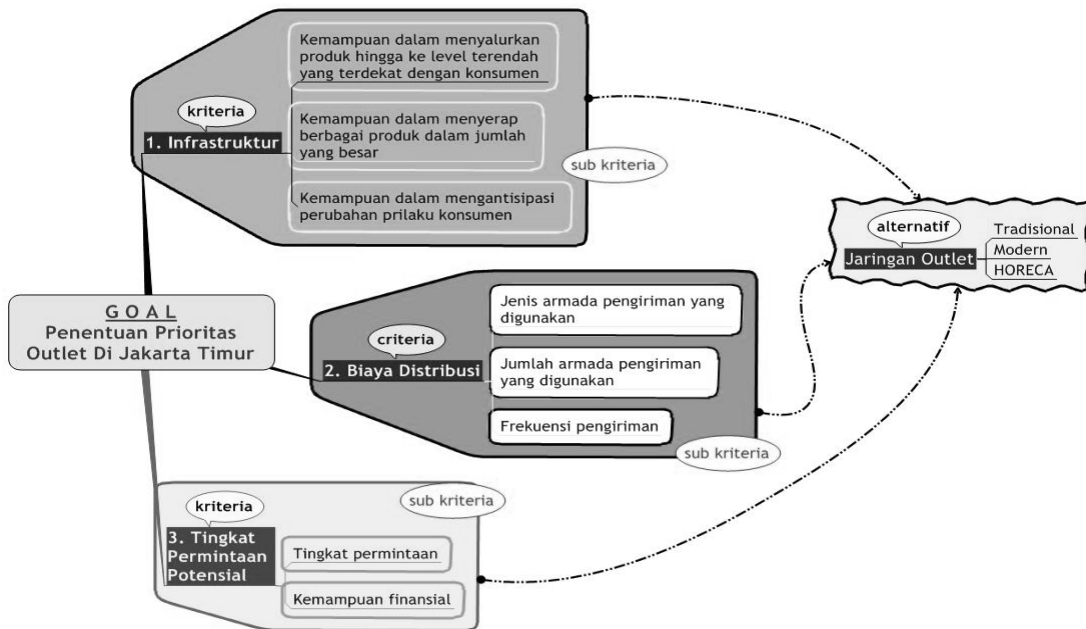 G O A L
Penentuan Prioritas
Outlet Di Jakarta Timur
kriteria
1. Infrastruktur
Kemampuan dalam menyalurkan
produk hingga ke level terendah
yang terdekat dengan konsumen
Kemampuan dalam menyerap
berbagai produk dalam jumlah
yang besar
Kemampuan dalam mengantisipasi
perubahan prilaku konsumen
sub kriteria
criteria
2. Biaya Distribusi
Jenis armada pengiriman yang
digunakan
Jumlah armada pengiriman
yang digunakan
Frekuensi pengiriman
sub kriteria
kriteria
3. Tingkat
Permintaan
Potensial
Tingkat permintaan
Kemampuan finansial
sub kriteria
alternatif
Jaringan Outlet
Tradisional
Modern
HORECA